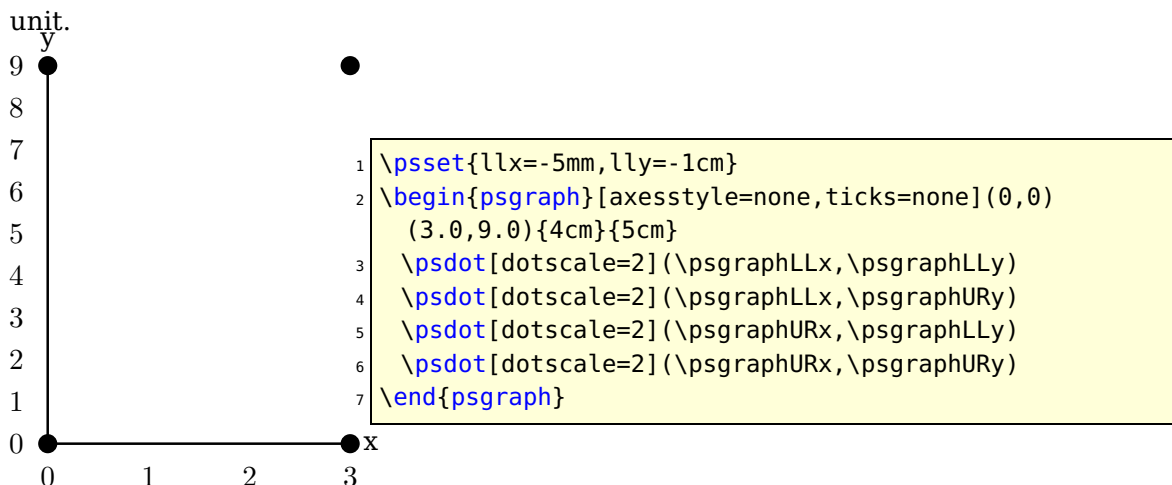 unit.
y
9
8
7
6
5
4
3
2
1
0
x
0 1 2 3
1 \psset{llx=-5mm,lly=-1cm}
2 \begin{psgraph}[axesstyle=none,ticks=none](0,0)
(3.0,9.0){4cm}{5cm}
3 \psdot[dotscale=2](\psgraphLLx,\psgraphLLy)
4 \psdot[dotscale=2](\psgraphLLx,\psgraphURy)
5 \psdot[dotscale=2](\psgraphURx,\psgraphLLy)
6 \psdot[dotscale=2](\psgraphURx,\psgraphURy)
7 \end{psgraph}